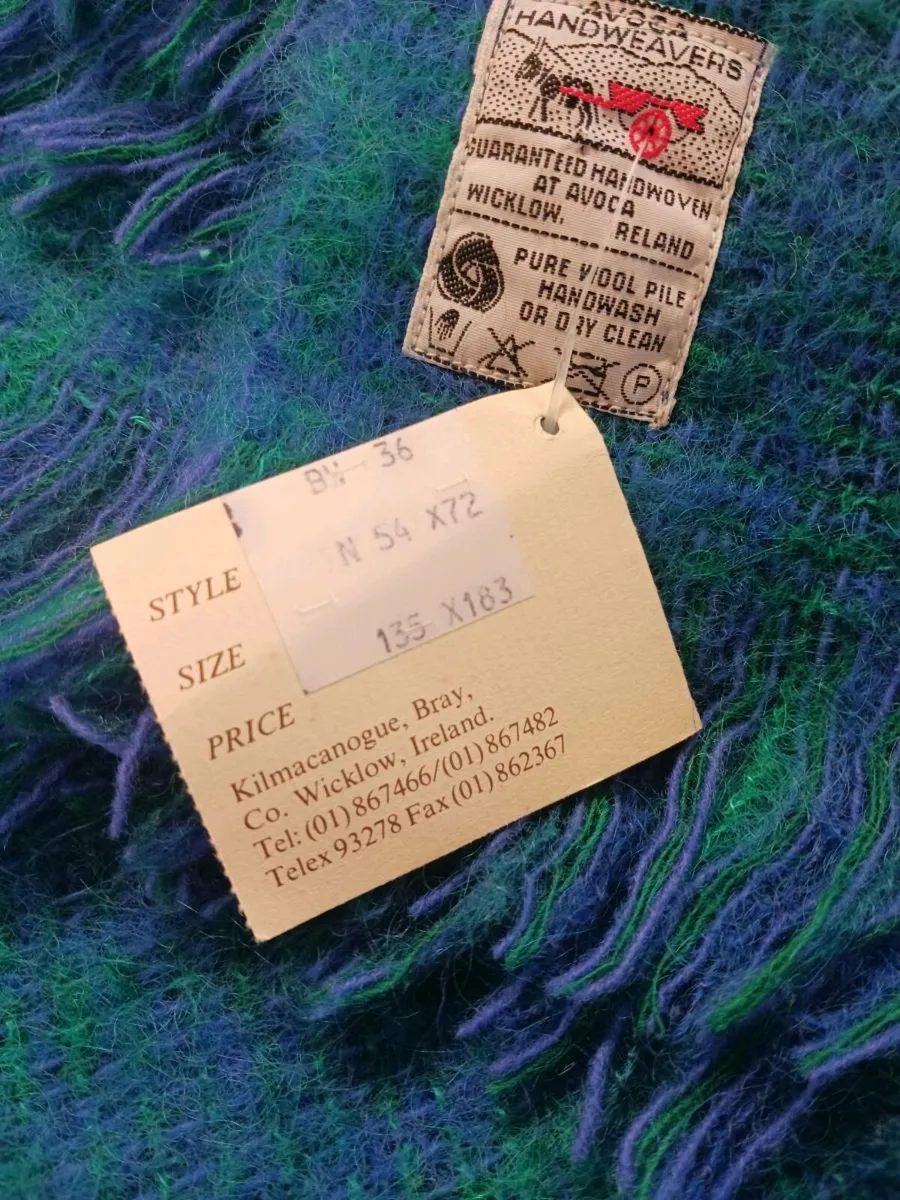 AVOCA
HANDWEAVERS
GUARANTEED HANDWOVEN
AT AVOCA
WICKLOW, IRELAND
PURE WOOL PILE
HANDWASH
OR DRY CLEAN
P
36
N 54 X72
135 X183
STYLE
SIZE
PRICE
Kilmacanogue, Bray,
Co. Wicklow, Ireland.
Tel: (01) 867466/(01) 867482
Telex 93278 Fax (01) 862367